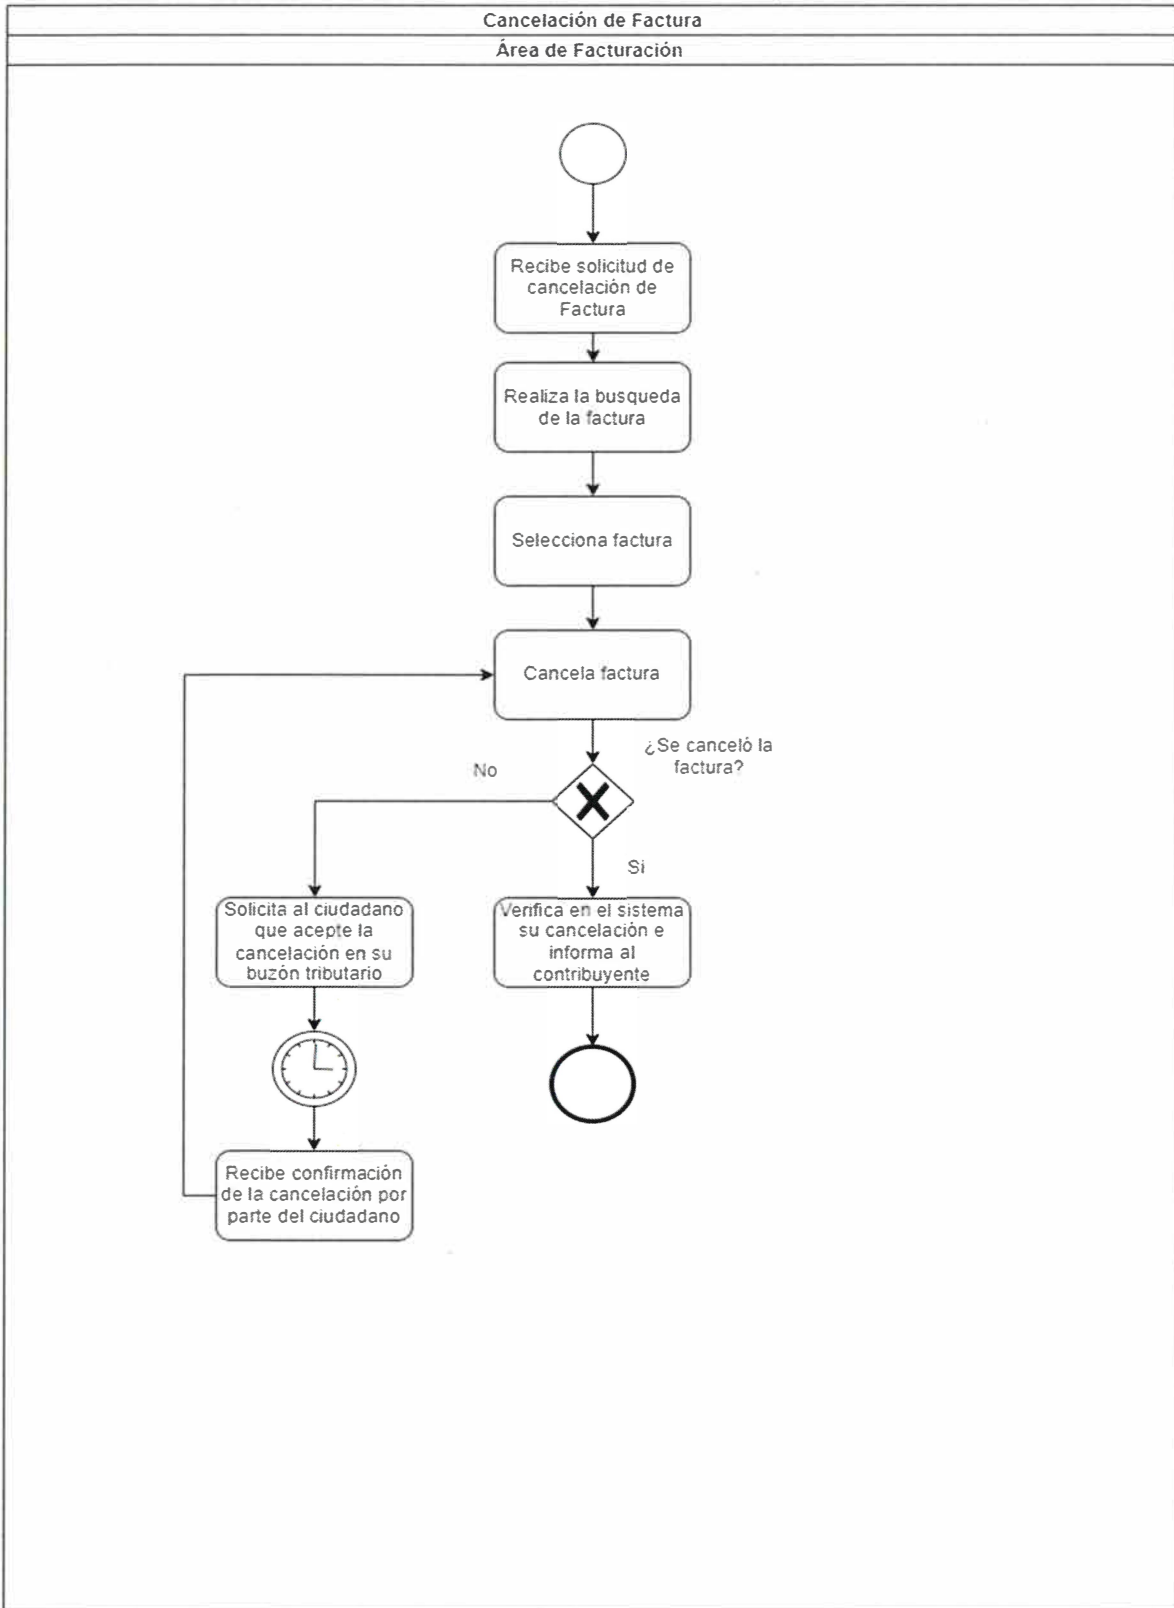 Cancelación de Factura
Área de Facturación
Recibe solicitud de
cancelación de
Factura
Realiza la busqueda
de la factura
Selecciona factura
Cancela factura
¿Se canceló la
factura?
No
Si
Solicita al ciudadano
que acepte la
cancelación en su
buzón tributario
Verifica en el sistema
su cancelación e
informa al
contribuyente
Recibe confirmación
de la cancelación por
parte del ciudadano